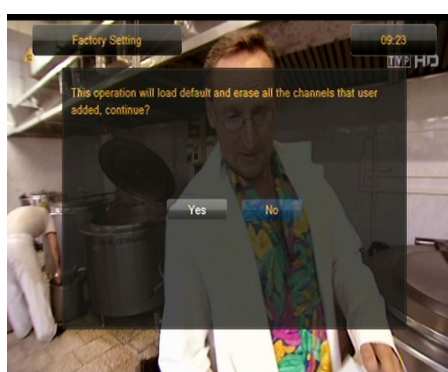 Factory Setting
09:23
TVP HD
This operation will load default and erase all the channels that user
added, continue?
Yes
No